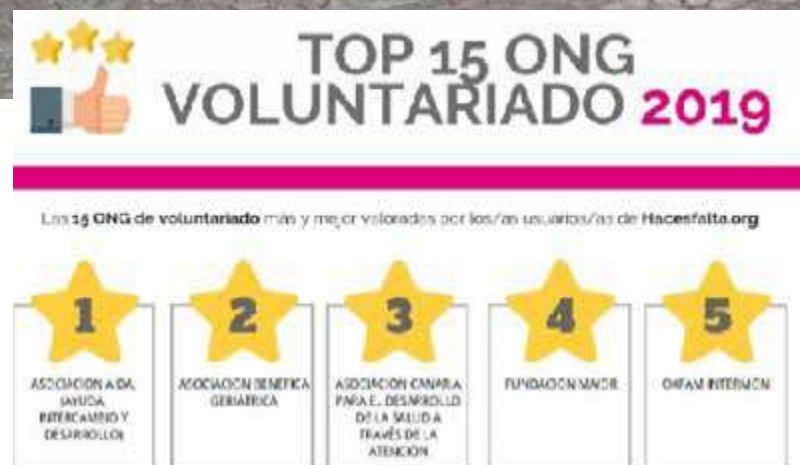 TOP 15 ONG
VOLUNTARIADO 2019
Las 15 ONG de voluntariado más y mejor valoradas por los/as usuarios/as de Hacesfalta.org
1
2
3
4
5
ASOCIACIÓN AIDA,
(AYUDA
INTERCAMBIO Y
DESARROLLO)
ASOCIACIÓN BENÉFICA
GERIÁTRICA
ASOCIACIÓN CANARIA
PARA EL DESARROLLO
DE LA SALUD A
TRAVÉS DE LA
ATENCIÓN
FUNDACIÓN MAIOR
OXFAM INTERMÓN